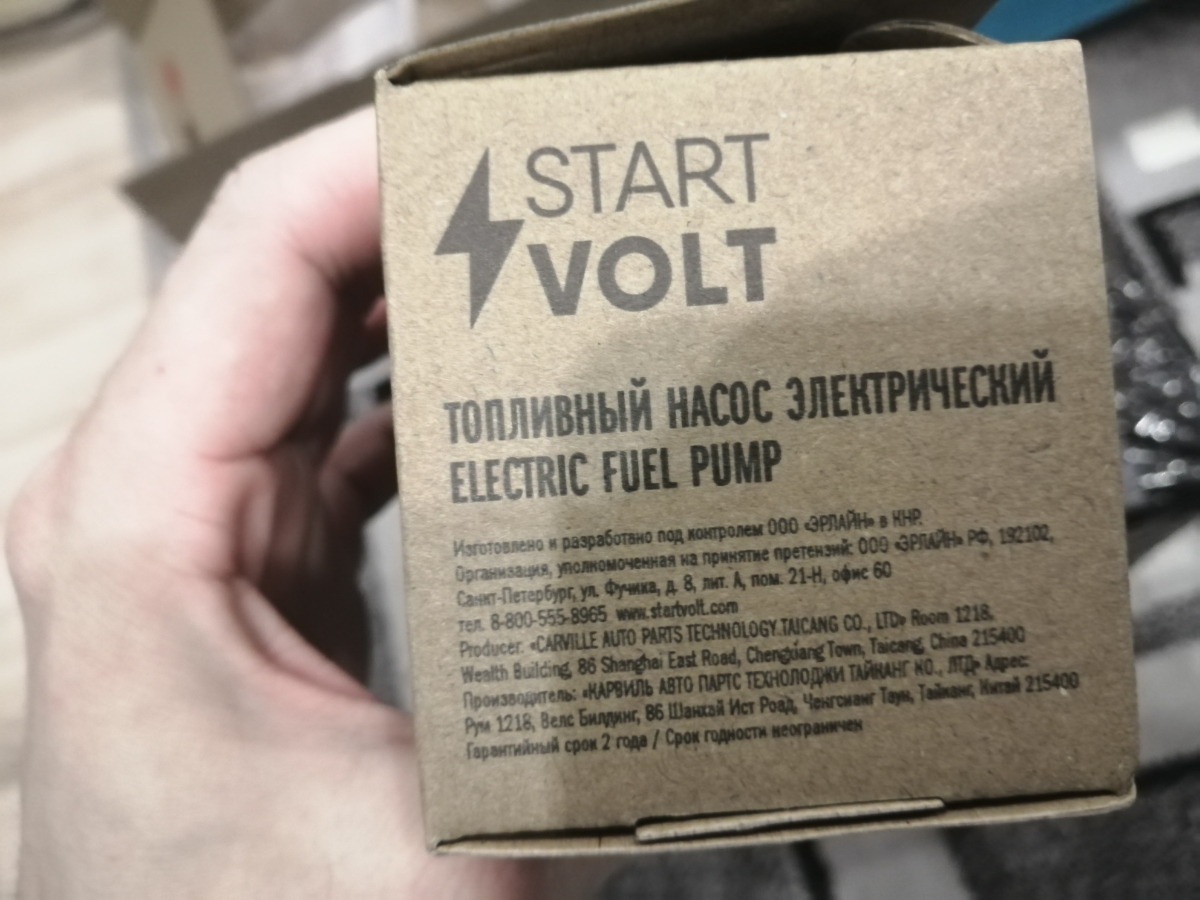 START
VOLT
ТОПЛИВНЫЙ НАСОС ЭЛЕКТРИЧЕСКИЙ
ELECTRIC FUEL PUMP
Изготовлено и разработано под контролем ООО «ЭРЛАЙН» в КНР.
Организация, уполномоченная на принятие претензий: ООО «ЭРЛАЙН» РФ, 192102,
Санкт-Петербург, ул. Фучика, д. 8, лит. А, пом. 21-Н, офис 60
тел. 8-800-555-8965 www.startvolt.com
Producer: «CARVILLE AUTO PARTS TECHNOLOGY TAICANG CO., LTD» Room 1218,
Wealth Building, 86 Shanghai East Road, Chengxiang Town, Taicang, China 215400
Производитель: «КАРВИЛЬ АВТО ПАРТС ТЕХНОЛОДЖИ ТАЙКАНГ КО., ЛТД» Адрес:
Рум 1218, Велс Билдинг, 86 Шанхай Ист Роад, Ченгсианг Таун, Тайканг, Китай 215400
Гарантийный срок 2 года / Срок годности неограничен